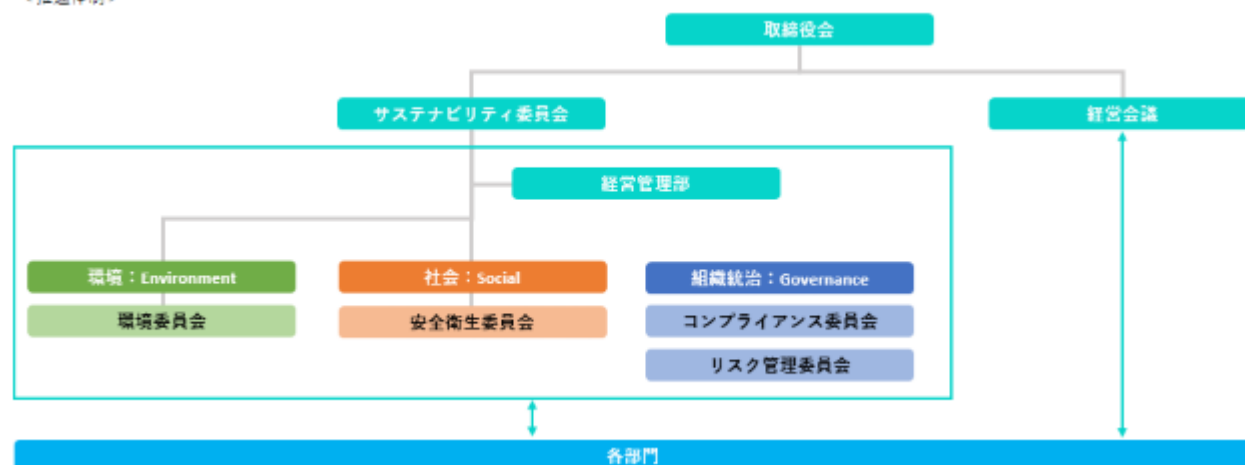 取締役会
サステナビリティ委員会
経営会議
経営管理部
環境：Environment
社会：Social
組織統治：Governance
環境委員会
安全衛生委員会
コンプライアンス委員会
リスク管理委員会
各部門